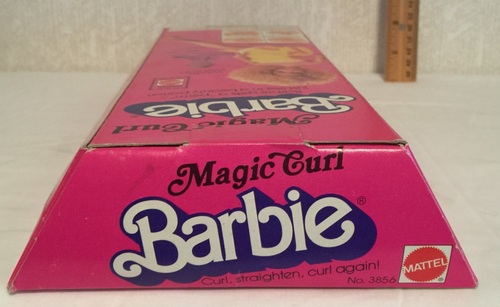 Magic Curl
Barbie®
Curl, straighten, curl again!
No. 3856
MATTEL
Barbie
Magic Curl